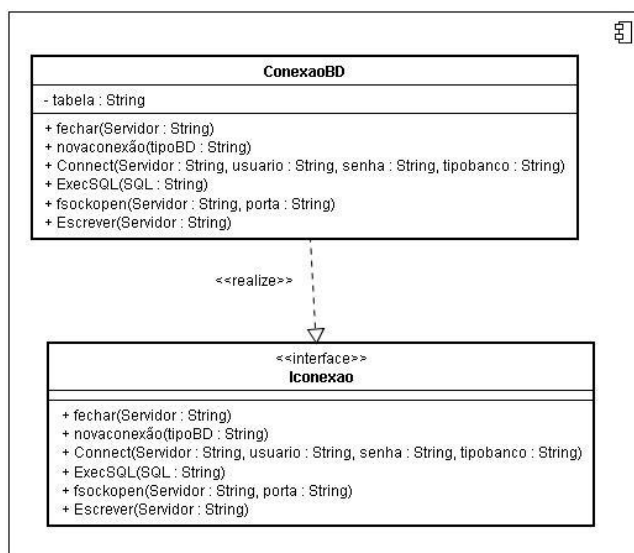 ConexaoBD
- tabela : String
+ fechar(Servidor : String)
+ novaconexão(tipoBD : String)
+ Connect(Servidor : String, usuario : String, senha : String, tipobanco : String)
+ ExecSQL(SQL : String)
+ fsockopen(Servidor : String, porta : String)
+ Escrever(Servidor : String)
<<realize>>
<<interface>>
Iconexao
+ fechar(Servidor : String)
+ novaconexão(tipoBD : String)
+ Connect(Servidor : String, usuario : String, senha : String, tipobanco : String)
+ ExecSQL(SQL : String)
+ fsockopen(Servidor : String, porta : String)
+ Escrever(Servidor : String)